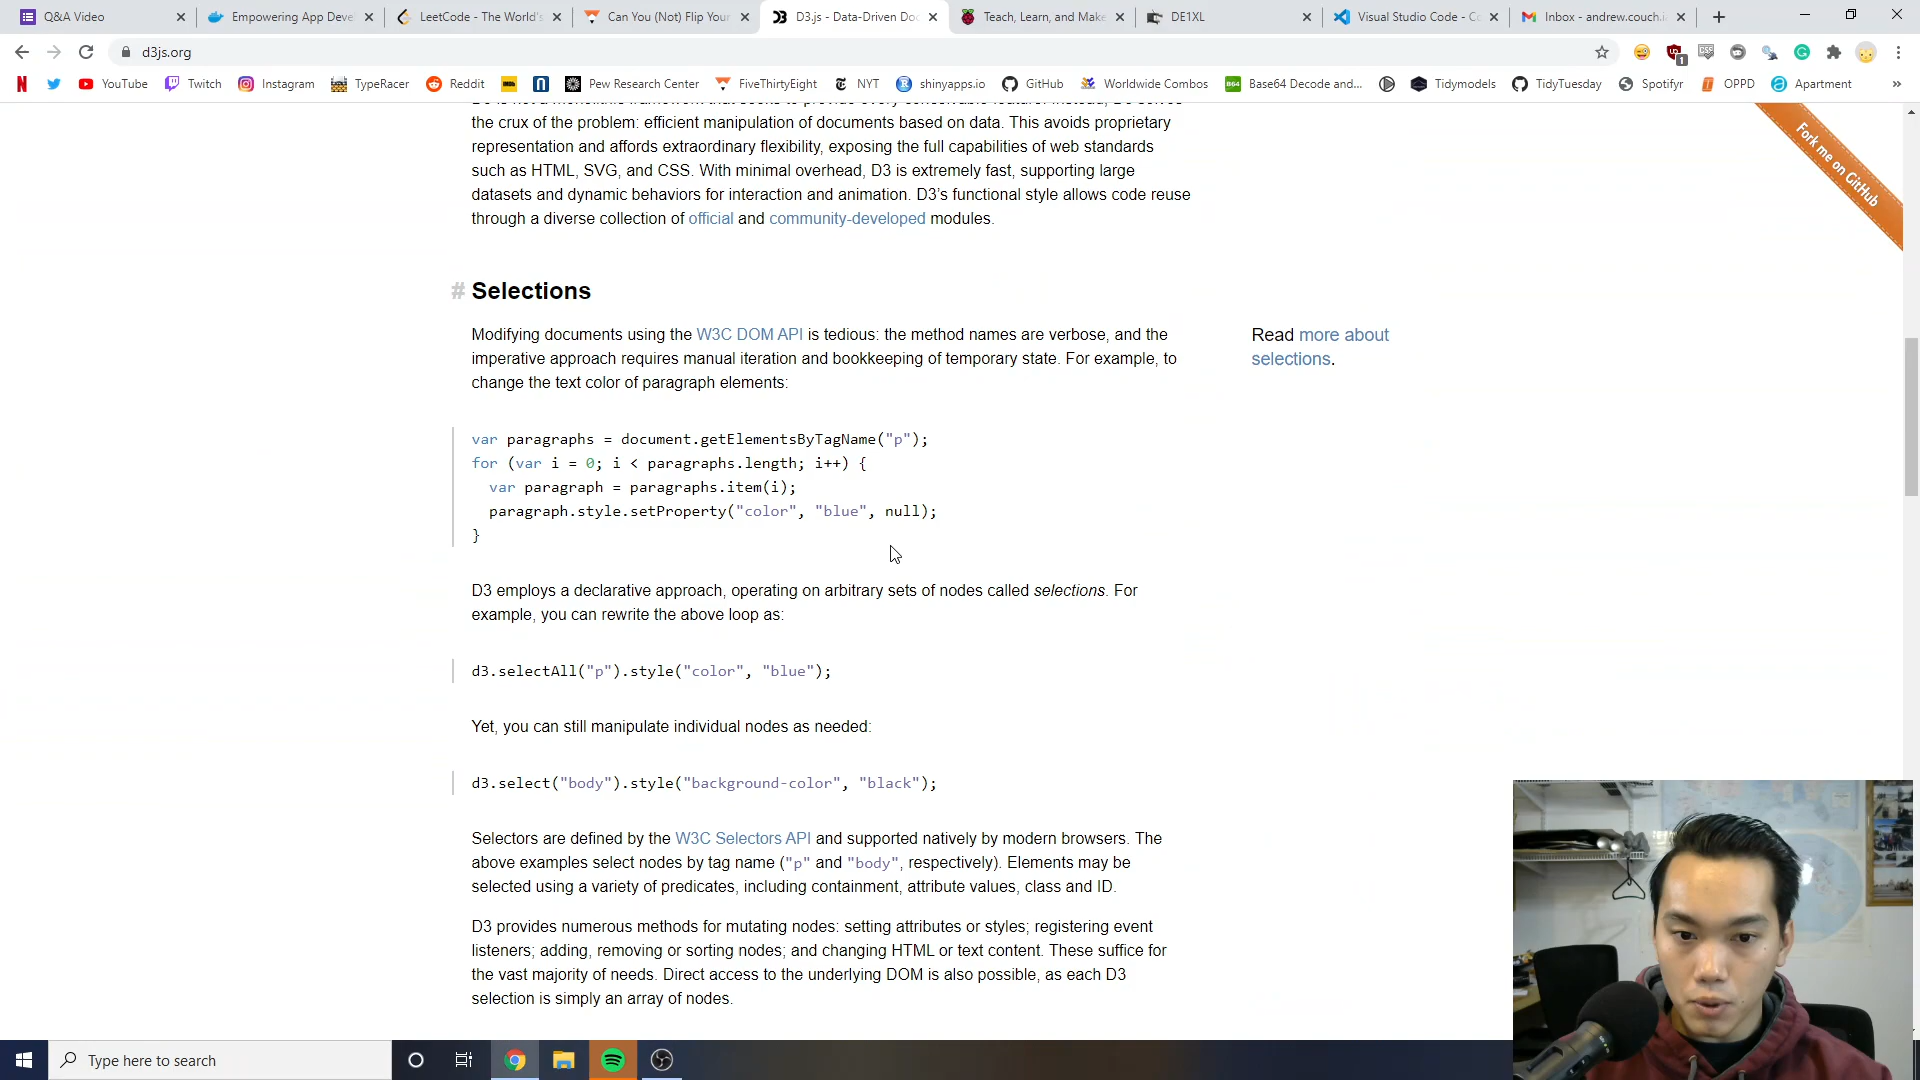 Q&A Video
Empowering App Deve
LeetCode - The World's
Can You (Not) Flip Your
D3.js - Data-Driven Doc
Teach, Learn, and Make
DE1XL
Visual Studio Code - Co
Inbox - andrew.couch.i
d3js.org
YouTube
Twitch
Instagram
TypeRacer
Reddit
Pew Research Center
FiveThirtyEight
NYT
shinyapps.io
GitHub
Worldwide Combos
Base64 Decode and...
Tidymodels
TidyTuesday
Spotifyr
OPPD
Apartment
»
Fork me on GitHub
the crux of the problem: efficient manipulation of documents based on data. This avoids proprietary
representation and affords extraordinary flexibility, exposing the full capabilities of web standards
such as HTML, SVG, and CSS. With minimal overhead, D3 is extremely fast, supporting large
datasets and dynamic behaviors for interaction and animation. D3's functional style allows code reuse
through a diverse collection of official and community-developed modules.
# Selections
Modifying documents using the W3C DOM API is tedious: the method names are verbose, and the
imperative approach requires manual iteration and bookkeeping of temporary state. For example, to
change the text color of paragraph elements:
Read more about
selections.
var paragraphs = document.getElementsByTagName("p");
for (var i = 0; i < paragraphs.length; i++) {
  var paragraph = paragraphs.item(i);
  paragraph.style.setProperty("color", "blue", null);
}
D3 employs a declarative approach, operating on arbitrary sets of nodes called selections. For
example, you can rewrite the above loop as:
d3.selectAll("p").style("color", "blue");
Yet, you can still manipulate individual nodes as needed:
d3.select("body").style("background-color", "black");
Selectors are defined by the W3C Selectors API and supported natively by modern browsers. The
above examples select nodes by tag name ("p" and "body", respectively). Elements may be
selected using a variety of predicates, including containment, attribute values, class and ID.
D3 provides numerous methods for mutating nodes: setting attributes or styles; registering event
listeners; adding, removing or sorting nodes; and changing HTML or text content. These suffice for
the vast majority of needs. Direct access to the underlying DOM is also possible, as each D3
selection is simply an array of nodes.
Type here to search